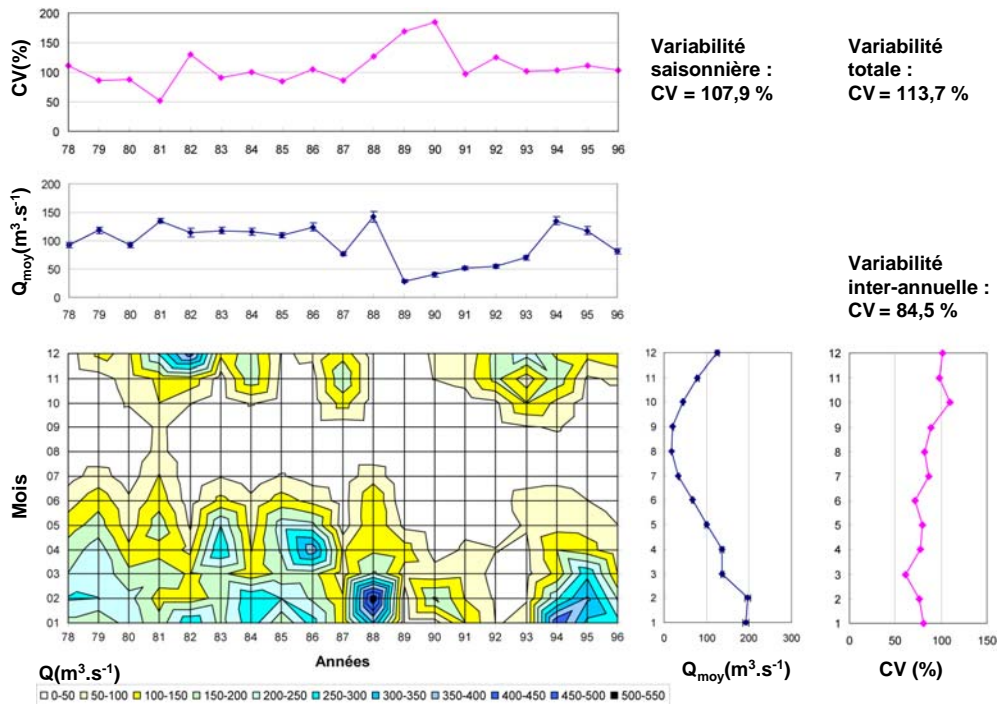 CV(%)
200
150
100
50
0
78 79 80 81 82 83 84 85 86 87 88 89 90 91 92 93 94 95 96
Variabilité
saisonnière :
CV = 107,9 %
Variabilité
totale :
CV = 113,7 %
Qmoy(m³.s⁻¹)
200
150
100
50
0
78 79 80 81 82 83 84 85 86 87 88 89 90 91 92 93 94 95 96
Variabilité
inter-annuelle :
CV = 84,5 %
Mois
12
11
10
09
08
07
06
05
04
03
02
01
78 79 80 81 82 83 84 85 86 87 88 89 90 91 92 93 94 95 96
Années
Q(m³.s⁻¹)
0-50 50-100 100-150 150-200 200-250 250-300 300-350 350-400 400-450 450-500 500-550
12
11
10
9
8
7
6
5
4
3
2
1
0 100 200 300
Qmoy(m³.s⁻¹)
12
11
10
9
8
7
6
5
4
3
2
1
0 50 100 150
CV (%)